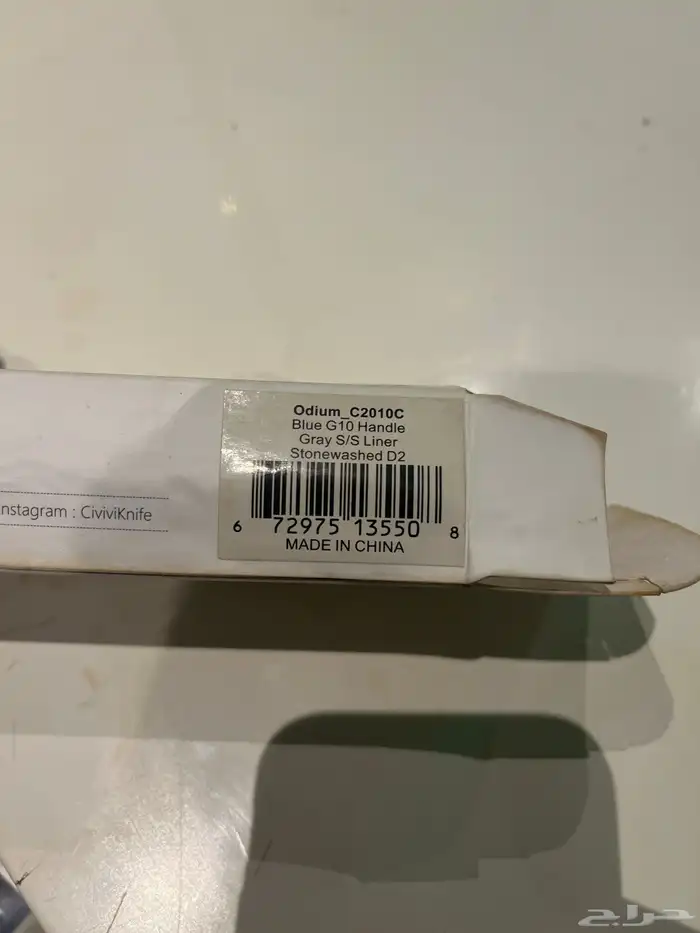 Odium_C2010C
Blue G10 Handle
Gray S/S Liner
Stonewashed D2
6 72975 13550 8
MADE IN CHINA
nstagram : CiviviKnife
حراج